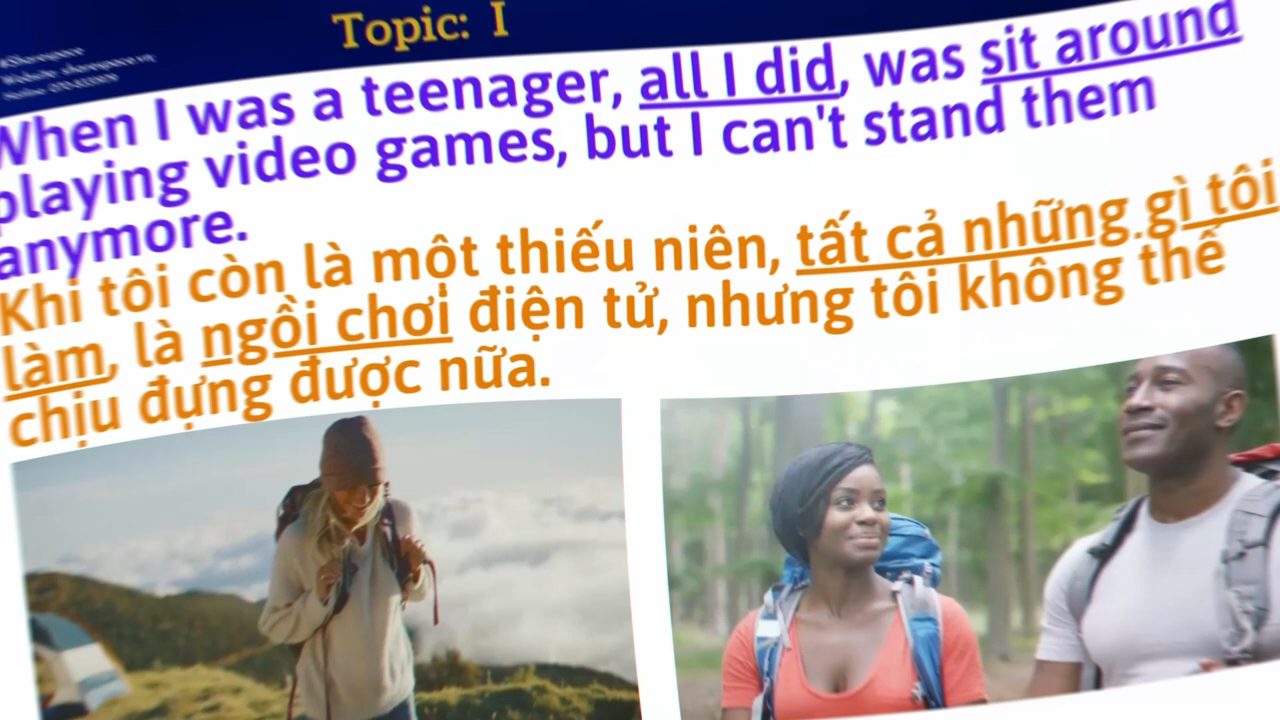 Topic: I
When I was a teenager, all I did, was sit around
playing video games, but I can't stand them
anymore.
Khi tôi còn là một thiếu niên, tất cả những gì tôi
làm, là ngồi chơi điện tử, nhưng tôi không thể
chịu đựng được nữa.